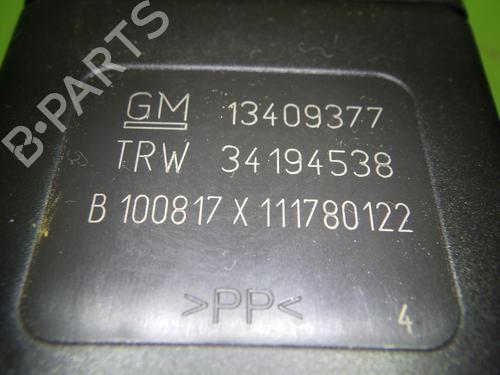 GM 13409377
TRW 34194538
B 100817 X 111780122
>PP<
4
B-PARTS